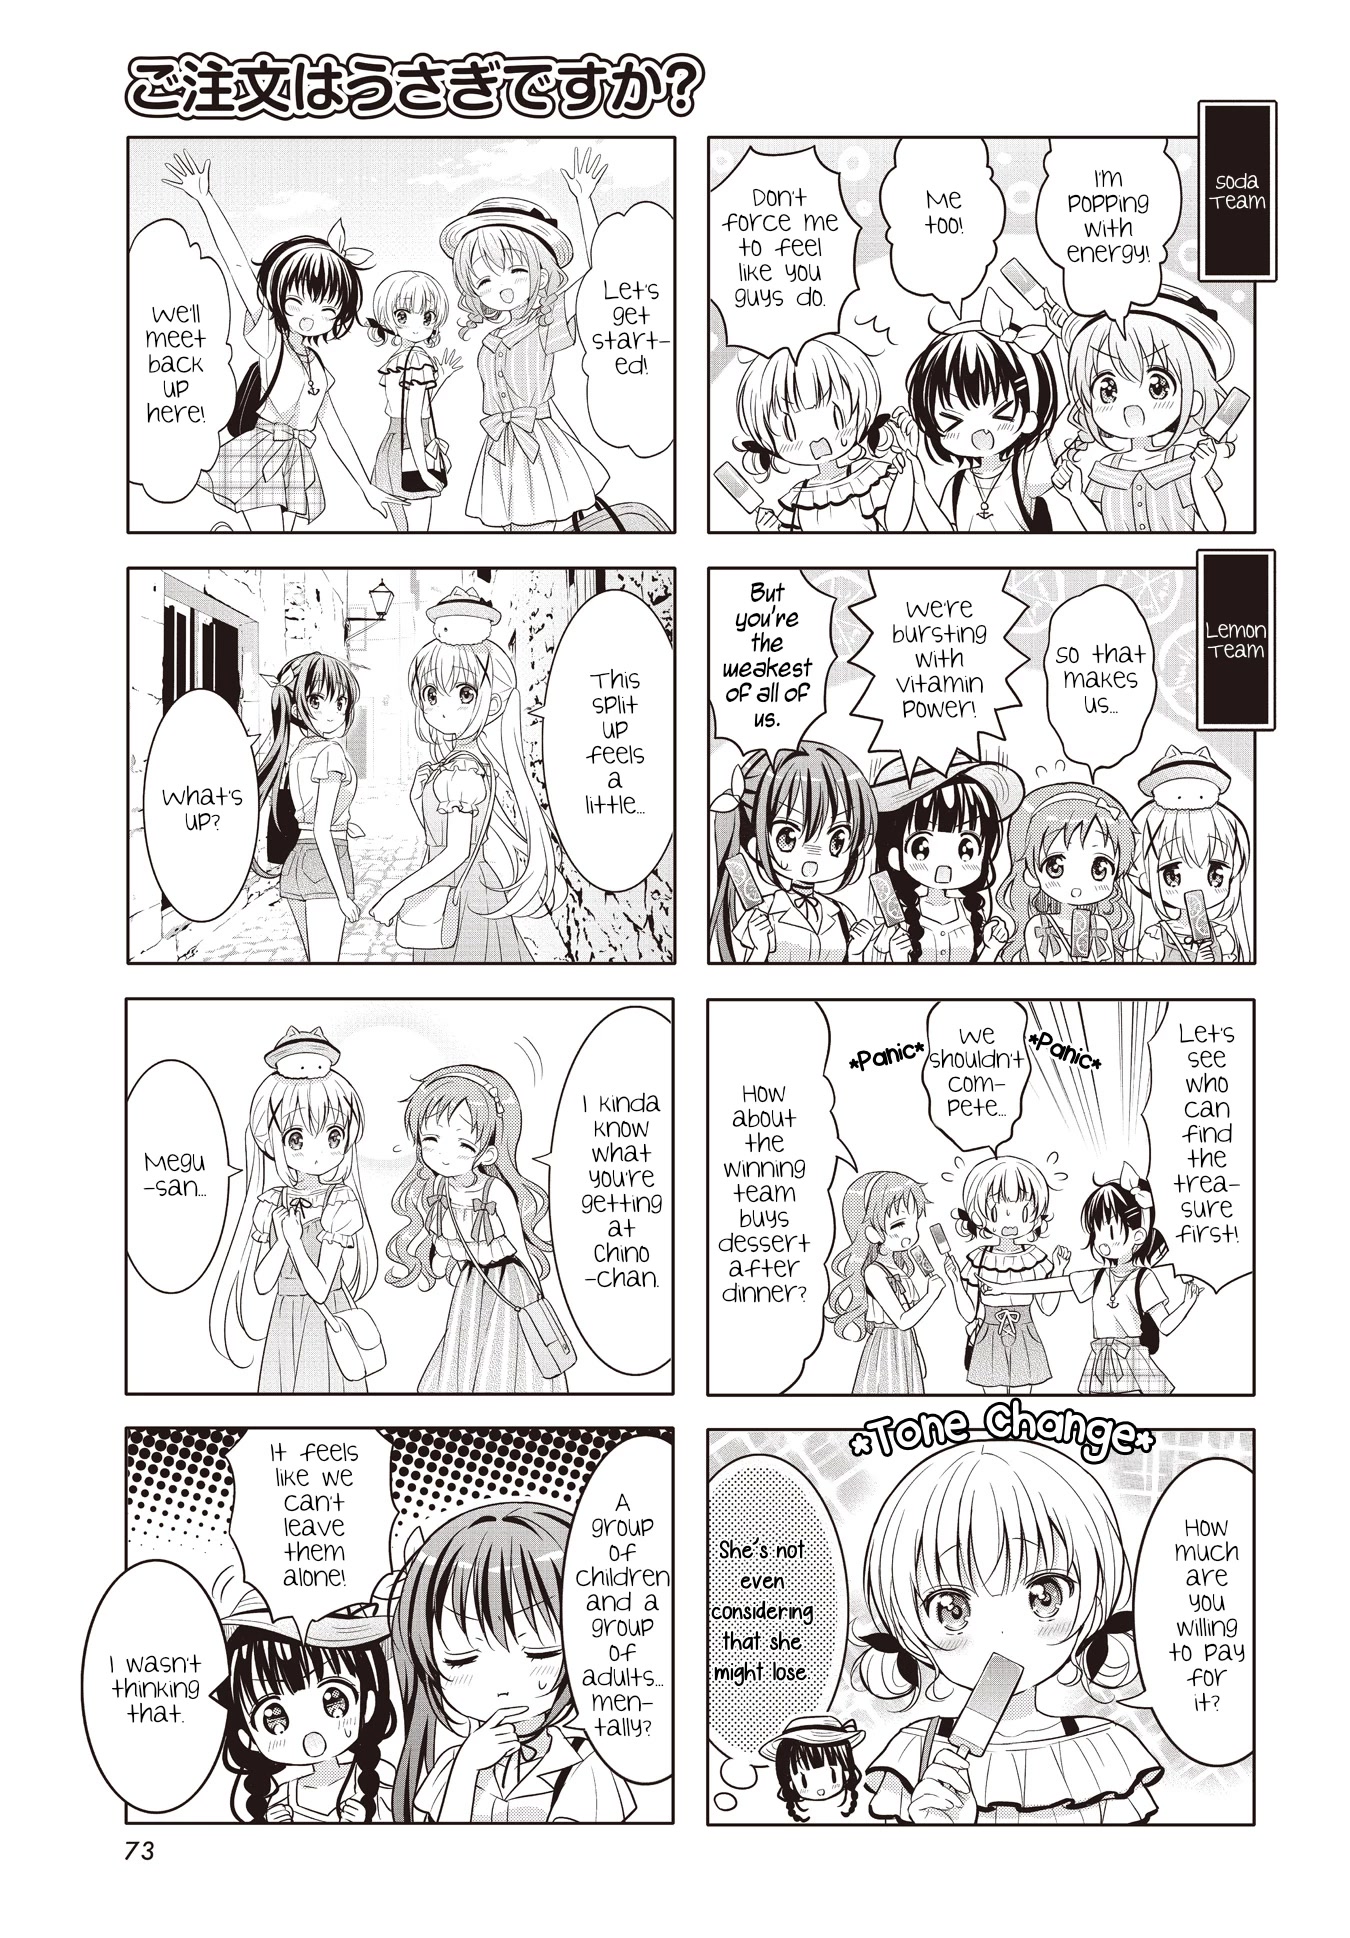 ご注文はうさぎですか?
Soda
Team
I'm
popping
with
energy!
Me
too!
Don't
force me
to feel
like you
guys do.
Lemon
Team
So that
makes
us...
We're
bursting
with
vitamin
power!
But
you're
the
weakest
of all of
us.
Let's
see
who
can
find
the
trea-
sure
first!
*Panic*
We
shouldn't
com-
pete...
*Panic*
How
about
the
winning
team
buys
dessert
after
dinner?
*Tone Change*
How
much
are
you
willing
to pay
for
it?
She's not
even
considering
that she
might lose
Let's
get
start-
ed!
We'll
meet
back
up
here!
This
split
up
feels
a
little...
What's
up?
I kinda
know
what
you're
getting
at
Chino
-chan.
Megu
-san...
A
group
of
children
and a
group
of
adults...
men-
tally?
It feels
like we
can't
leave
them
alone!
I wasn't
thinking
that.
73